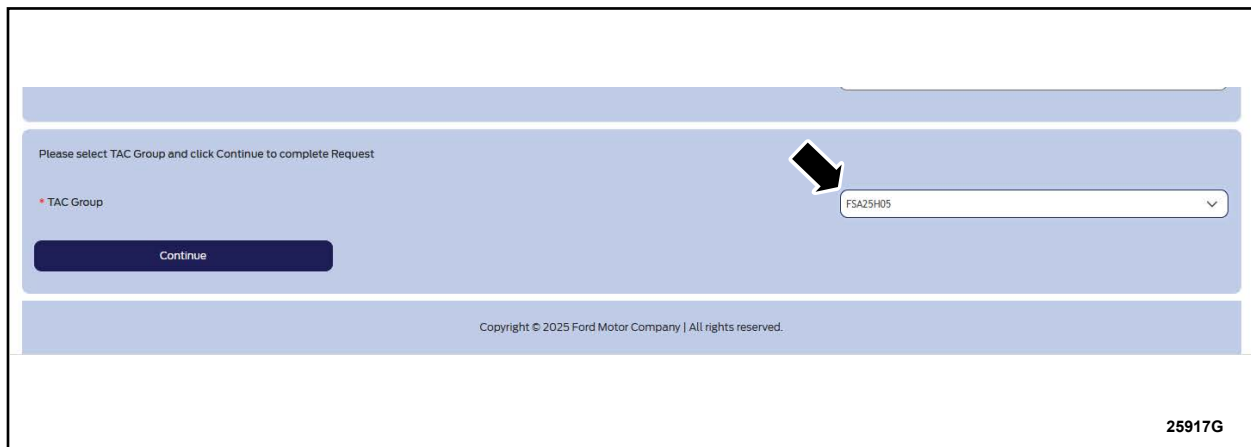 Please select TAC Group and click Continue to complete Request
* TAC Group
FSA25H05
Continue
Copyright © 2025 Ford Motor Company | All rights reserved.
25917G